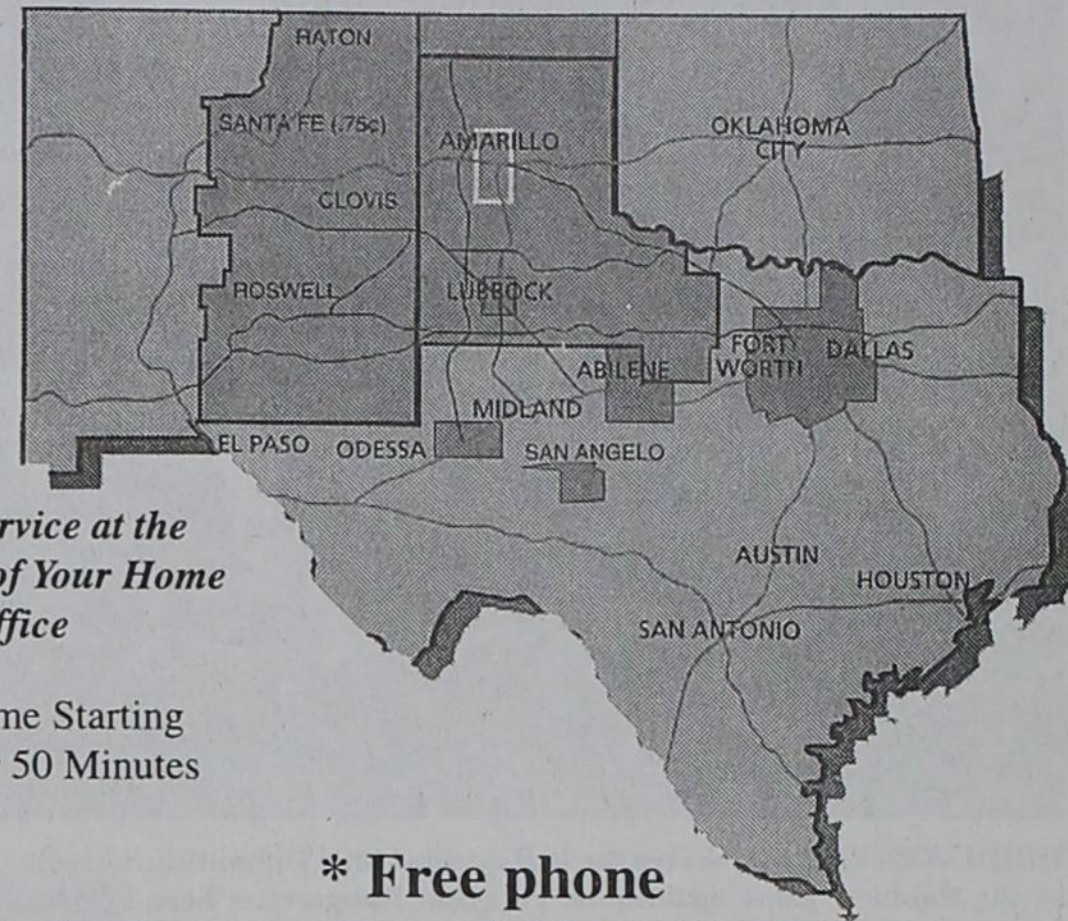 RATON
SANTA FE (.75c)
AMARILLO
OKLAHOMA
CITY
CLOVIS
ROSWELL
LUBBOCK
FORT
WORTH
DALLAS
ABILENE
MIDLAND
EL PASO
ODESSA
SAN ANGELO
rvice at the
of Your Home
ffice
AUSTIN
HOUSTON
SAN ANTONIO
me Starting
50 Minutes
* Free phone